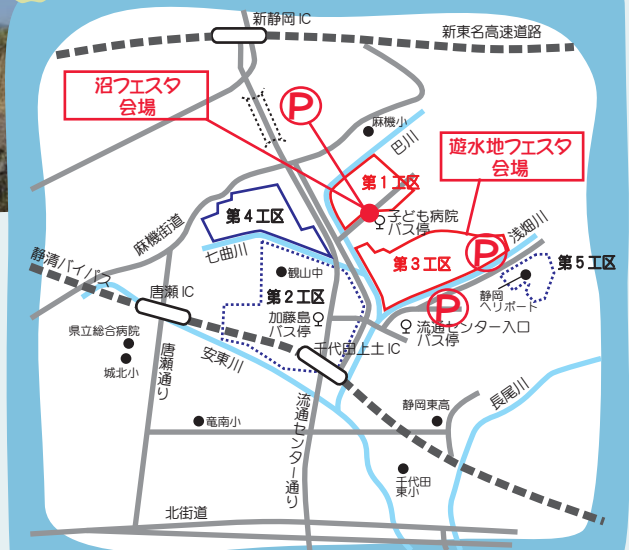 新静岡IC
新東名高速道路
沼フェスタ
会場
P
麻機小
巴川
遊水地フェスタ
会場
第1工区
子ども病院
バス停
第4工区
麻機街道
七曲川
浅畑川
静清バイパス
観山中
第3工区
P
第5工区
唐瀬IC
第2工区
静岡
ヘリポート
加藤島
バス停
P
流通センター入口
バス停
県立総合病院
千代田上土IC
城北小
唐瀬通り
安東川
流通センター通り
静岡東高
長尾川
竜南小
千代田
東小
北街道